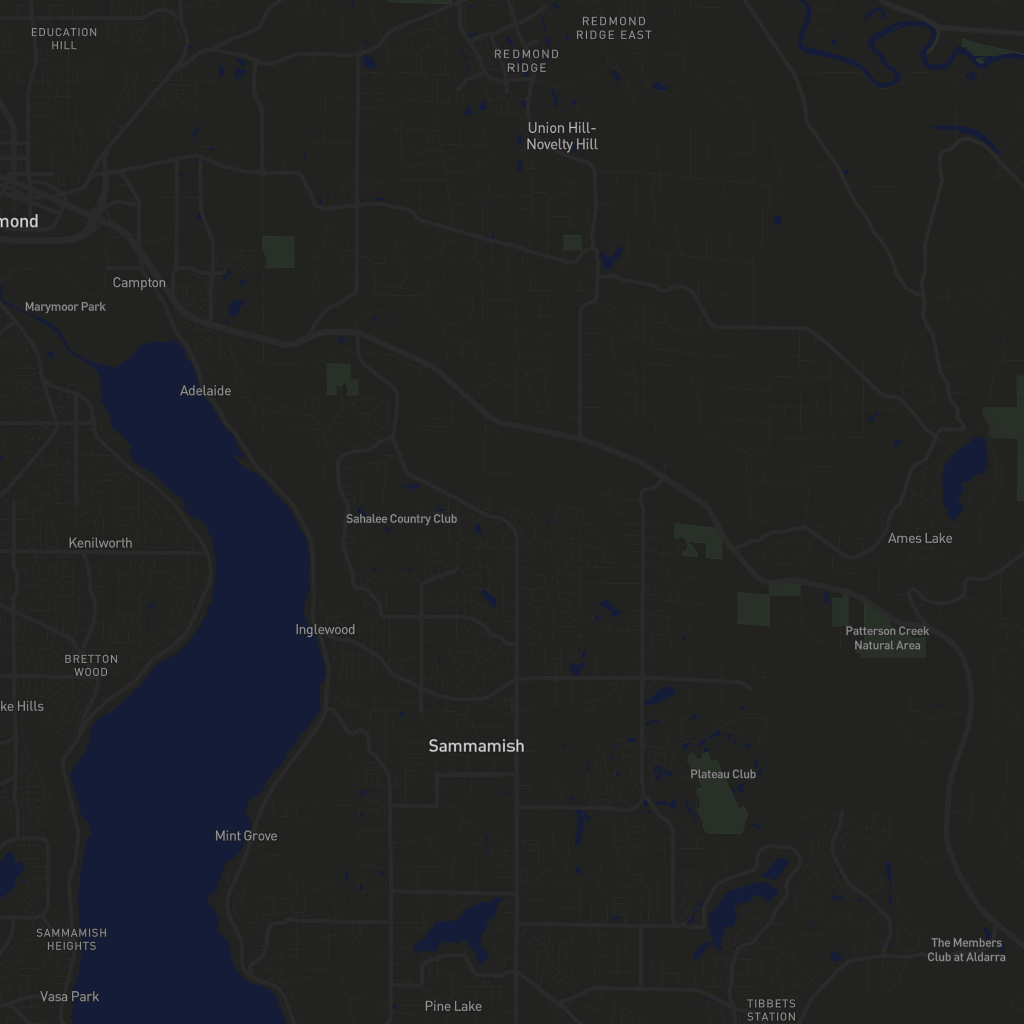 REDMOND
RIDGE EAST
EDUCATION
HILL
REDMOND
RIDGE
Union Hill-
Novelty Hill
mond
Campton
Marymoor Park
Adelaide
Sahalee Country Club
Ames Lake
Kenilworth
Inglewood
Patterson Creek
Natural Area
BRETTON
WOOD
ke Hills
Sammamish
Plateau Club
Mint Grove
SAMMAMISH
HEIGHTS
The Members
Club at Aldarra
Vasa Park
Pine Lake
TIBBETS
STATION